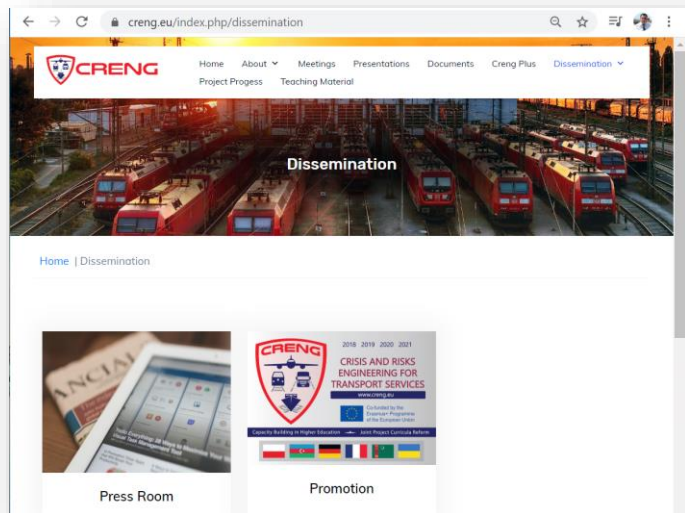 creng.eu/index.php/dissemination
CRENG
Home About Meetings Presentations Documents Creng Plus Dissemination
Project Progess Teaching Material
Dissemination
Home | Dissemination
2018 2019 2020 2021
CRENG
CRISIS AND RISKS
ENGINEERING FOR
TRANSPORT SERVICES
www.creng.eu
Co-funded by the
Erasmus+ Programme
of the European Union
Capacity Building in Higher Education Joint Project Curricula Reform
Press Room
Promotion